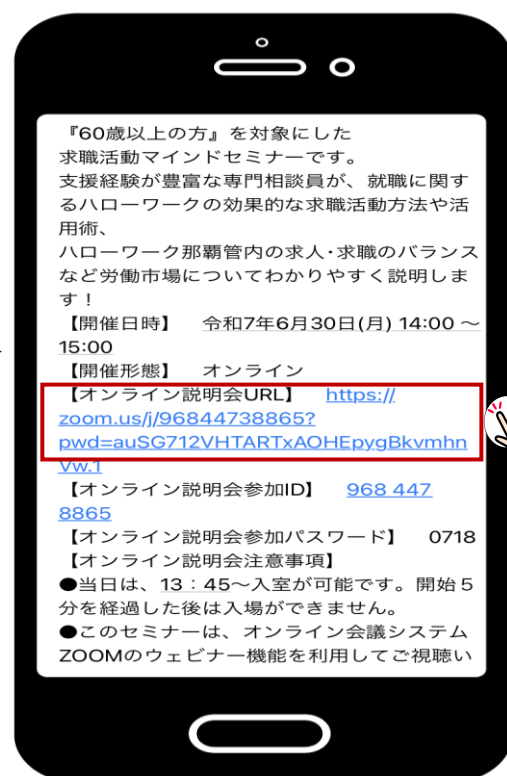 『60歳以上の方』を対象にした
求職活動マインドセミナーです。
支援経験が豊富な専門相談員が、就職に関す
るハローワークの効果的な求職活動方法や活
用術、
ハローワーク那覇管内の求人・求職のバランス
など労働市場についてわかりやすく説明しま
す！
【開催日時】　令和7年6月30日(月) 14:00 ～
15:00
【開催形態】　オンライン
【オンライン説明会URL】　https://
zoom.us/j/96844738865?
pwd=auSG712VHTARTxAOHEpygBkvmhn
Vw.1
【オンライン説明会参加ID】　968 447
8865
【オンライン説明会参加パスワード】　0718
【オンライン説明会注意事項】
●当日は、13：45～入室が可能です。開始５
分を経過した後は入場ができません。
●このセミナーは、オンライン会議システム
ZOOMのウェビナー機能を利用してご視聴い